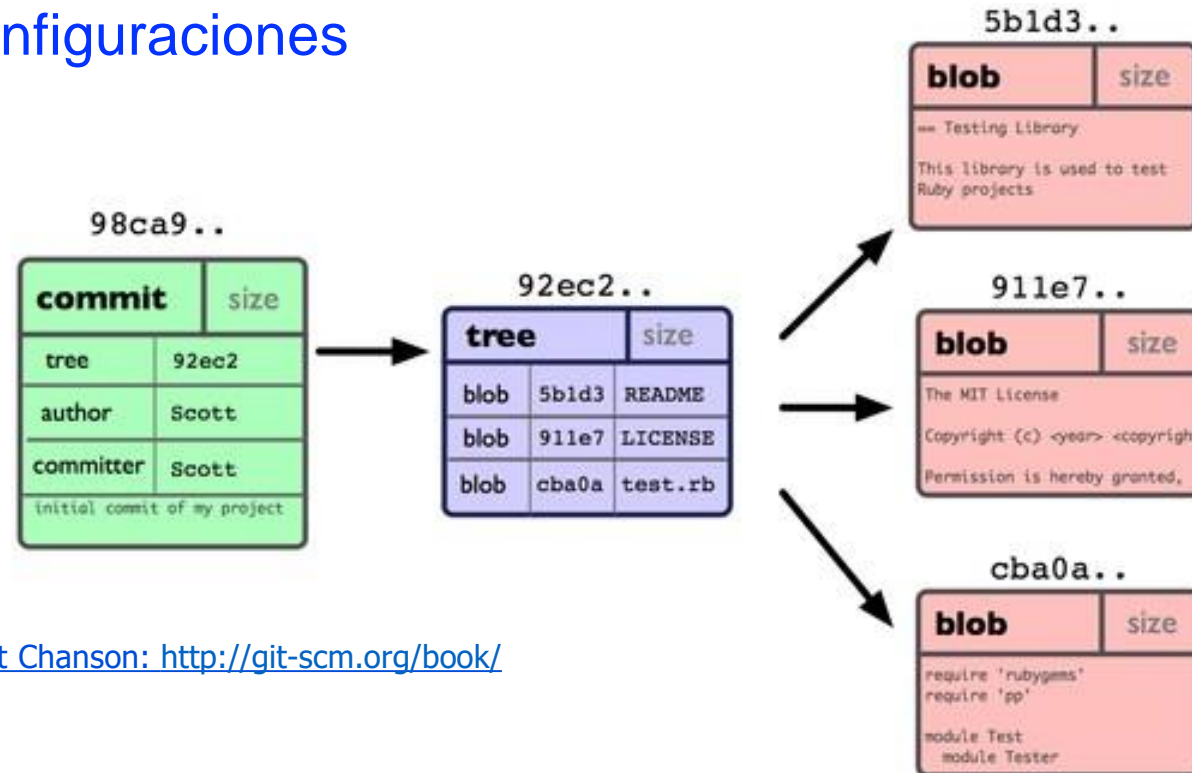 nfiguraciones
98ca9..
commit size
tree 92ec2
author Scott
committer Scott
initial commit of my project
92ec2..
tree size
blob 5b1d3 README
blob 911e7 LICENSE
blob cba0a test.rb
5b1d3..
blob size
== Testing Library
This library is used to test
Ruby projects
911e7..
blob size
The MIT License
Copyright (c) <year> <copyrigh
Permission is hereby granted,
cba0a..
blob size
require 'rubygems'
require 'pp'
module Test
module Tester
t Chanson: http://git-scm.org/book/